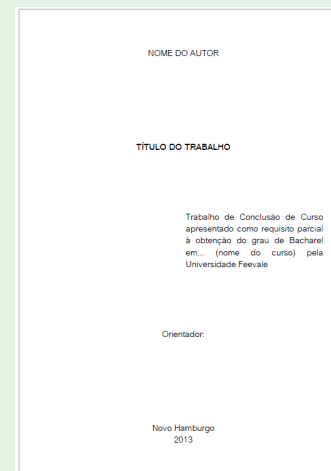 NOME DO AUTOR
TÍTULO DO TRABALHO
Trabalho de Conclusão de Curso
apresentado como requisito parcial
à obtenção do grau de Bacharel
em... (nome do curso) pela
Universidade Feevale
Orientador:
Novo Hamburgo
2013